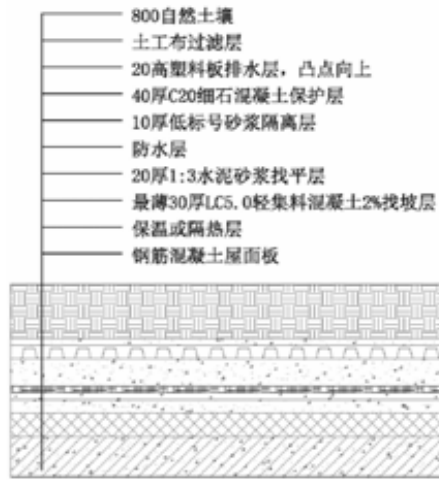 800自然土壤
土工布过滤层
20高塑料板排水层，凸点向上
40厚C20细石混凝土保护层
10厚低标号砂浆隔离层
防水层
20厚1:3水泥砂浆找平层
最薄30厚LC5.0轻集料混凝土2%找坡层
保温或隔热层
钢筋混凝土屋面板